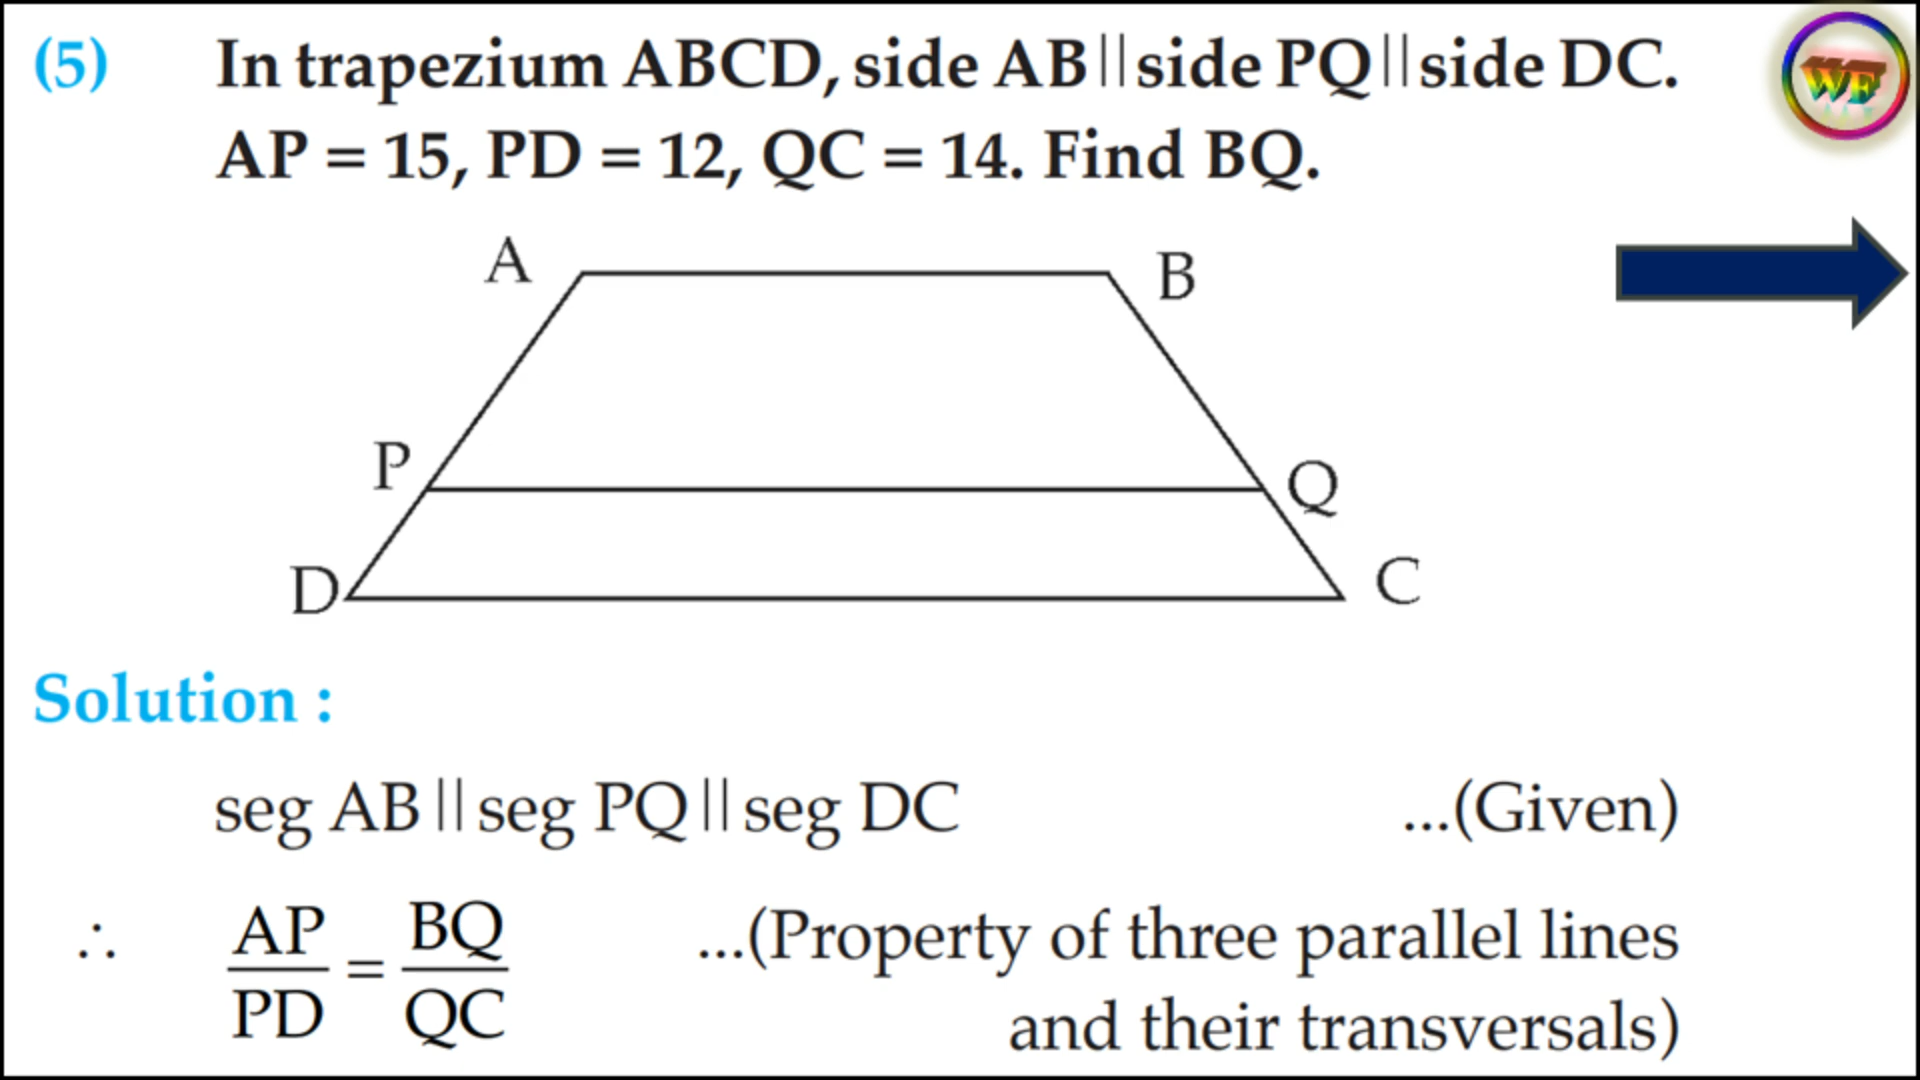 (5) In trapezium ABCD, side AB || side PQ || side DC.
AP = 15, PD = 12, QC = 14. Find BQ.
WE
A
B
P
Q
D
C
Solution :
seg AB || seg PQ || seg DC ...(Given)
∴ AP/PD = BQ/QC ...(Property of three parallel lines
and their transversals)